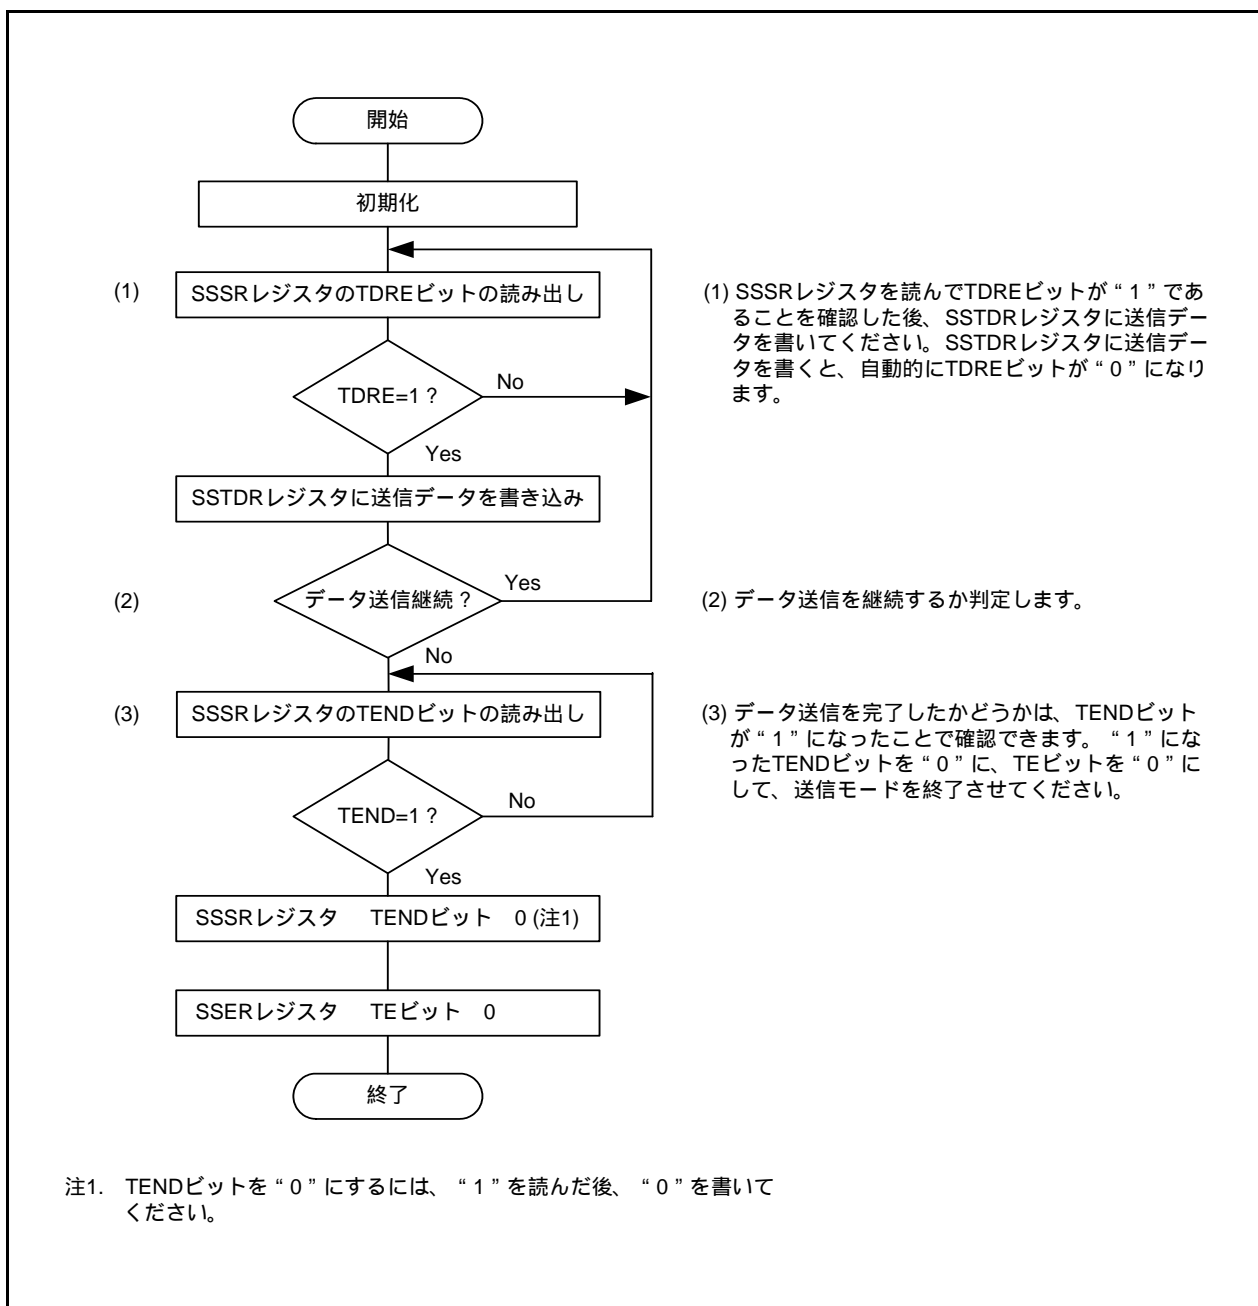 開始
初期化
(1)
SSSRレジスタのTDREビットの読み出し
TDRE=1 ?
No
Yes
SSTDRレジスタに送信データを書き込み
(2)
データ送信継続 ?
Yes
No
(3)
SSSRレジスタのTENDビットの読み出し
TEND=1 ?
No
Yes
SSSRレジスタ TENDビット 0 (注1)
SSERレジスタ TEビット 0
終了
(1) SSSRレジスタを読んでTDREビットが“1”であ
ることを確認した後、SSTDRレジスタに送信デー
タを書いてください。SSTDRレジスタに送信デー
タを書くと、自動的にTDREビットが“0”になり
ます。
(2) データ送信を継続するか判定します。
(3) データ送信を完了したかどうかは、TENDビット
が“1”になったことで確認できます。“1”にな
ったTENDビットを“0”に、TEビットを“0”に
して、送信モードを終了させてください。
注1. TENDビットを“0”にするには、“1”を読んだ後、“0”を書いて
ください。